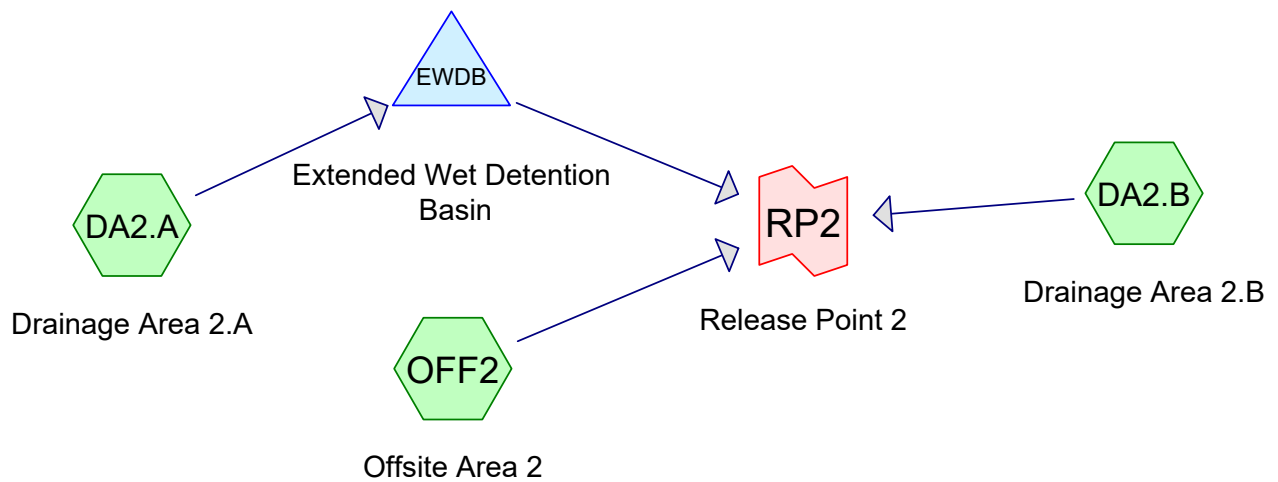 EWDB
Extended Wet Detention
Basin
DA2.A
Drainage Area 2.A
RP2
Release Point 2
DA2.B
Drainage Area 2.B
OFF2
Offsite Area 2